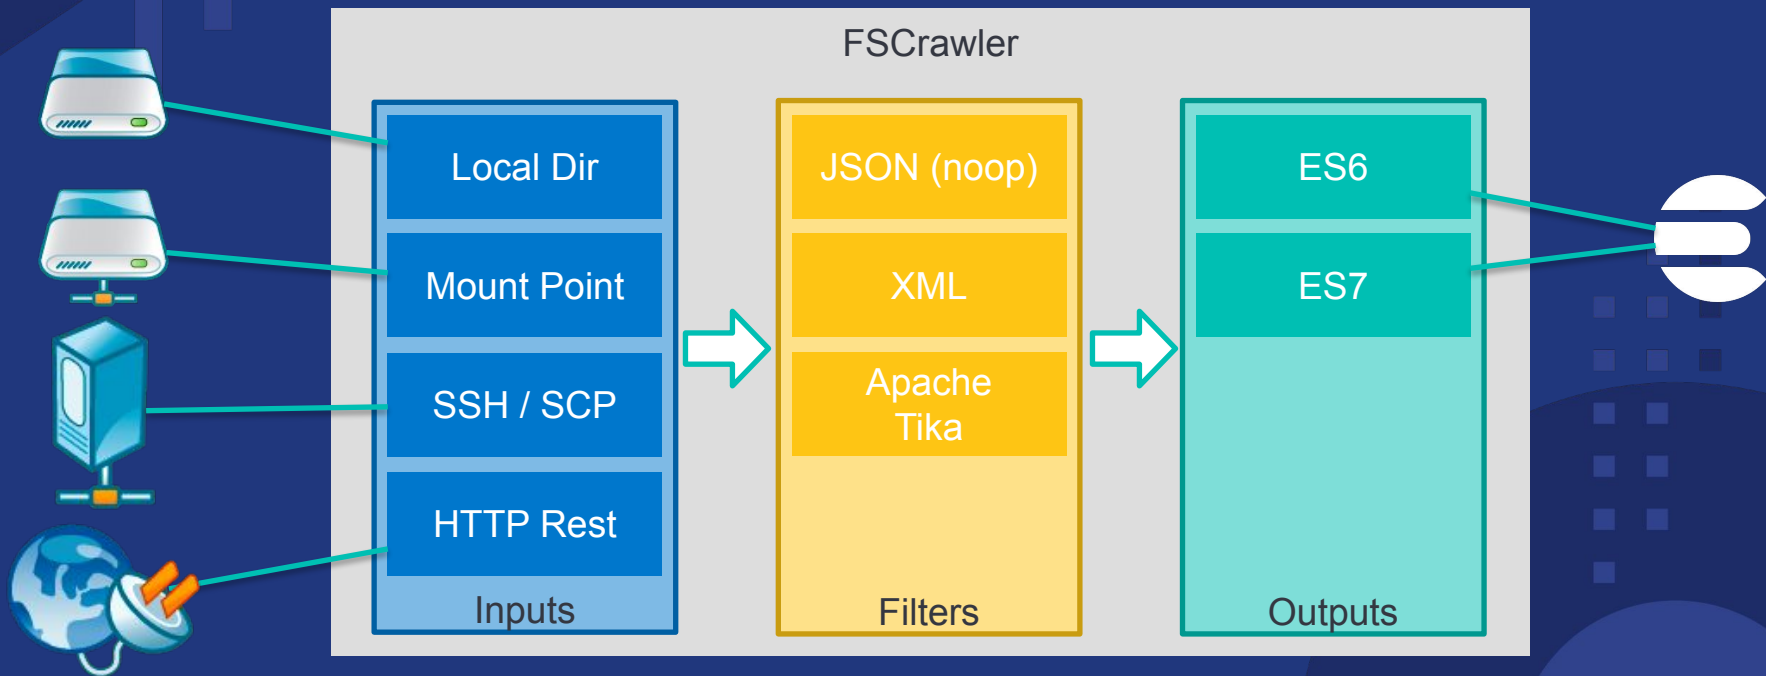 FSCrawler
Local Dir
Mount Point
SSH / SCP
HTTP Rest
Inputs
JSON (noop)
XML
Apache
Tika
Filters
ES6
ES7
Outputs